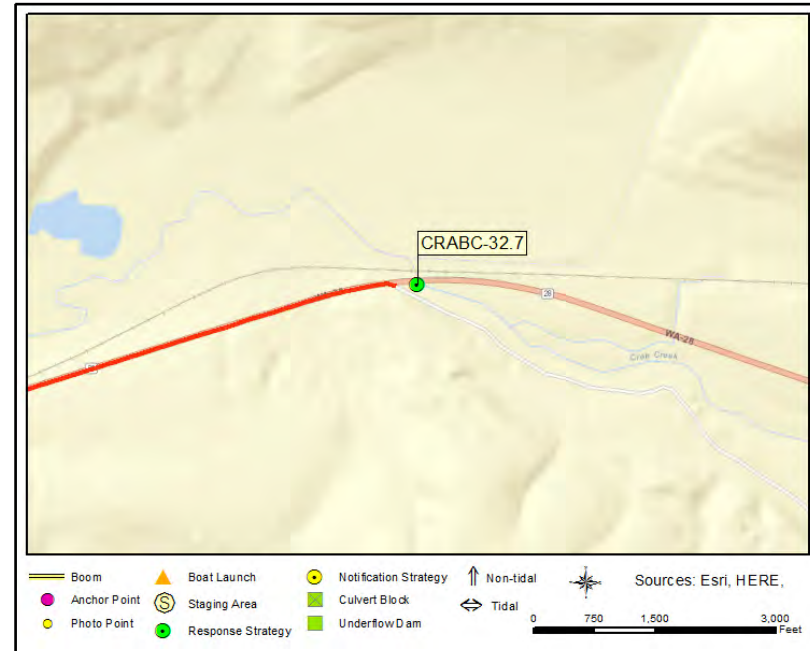 CRABC-32.7
28
WA-28
Crab Creek
Boom
Boat Launch
Notification Strategy
Non-tidal
Sources: Esri, HERE,
Anchor Point
Staging Area
Culvert Block
Tidal
Photo Point
Response Strategy
Underflow Dam
S
0 750 1,500 3,000
Feet